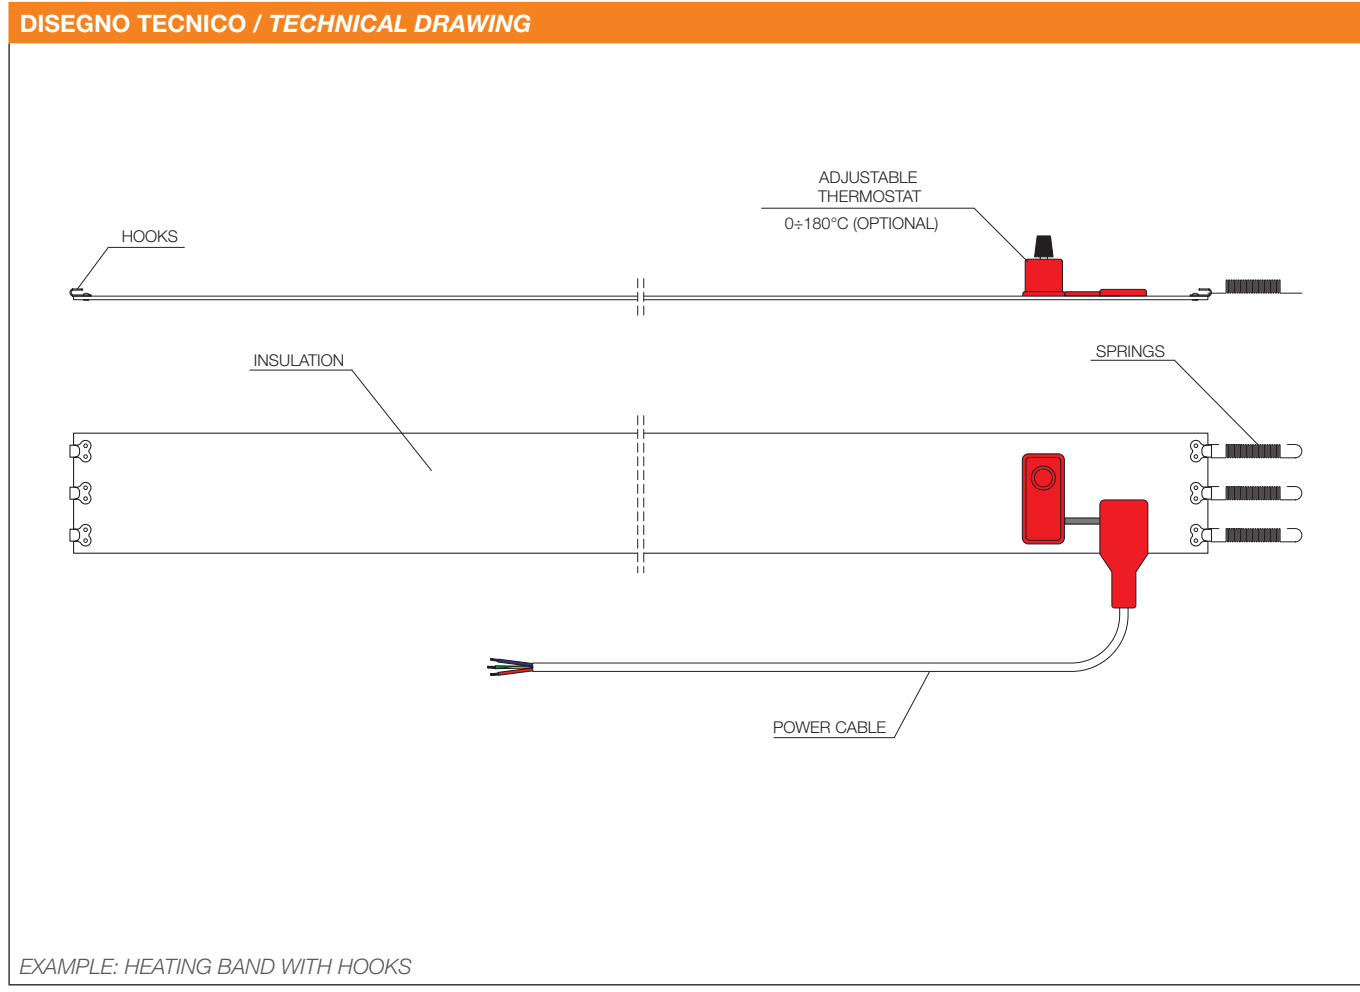 DISEGNO TECNICO / TECHNICAL DRAWING
ADJUSTABLE
THERMOSTAT
0÷180°C (OPTIONAL)
HOOKS
INSULATION
SPRINGS
POWER CABLE
EXAMPLE: HEATING BAND WITH HOOKS